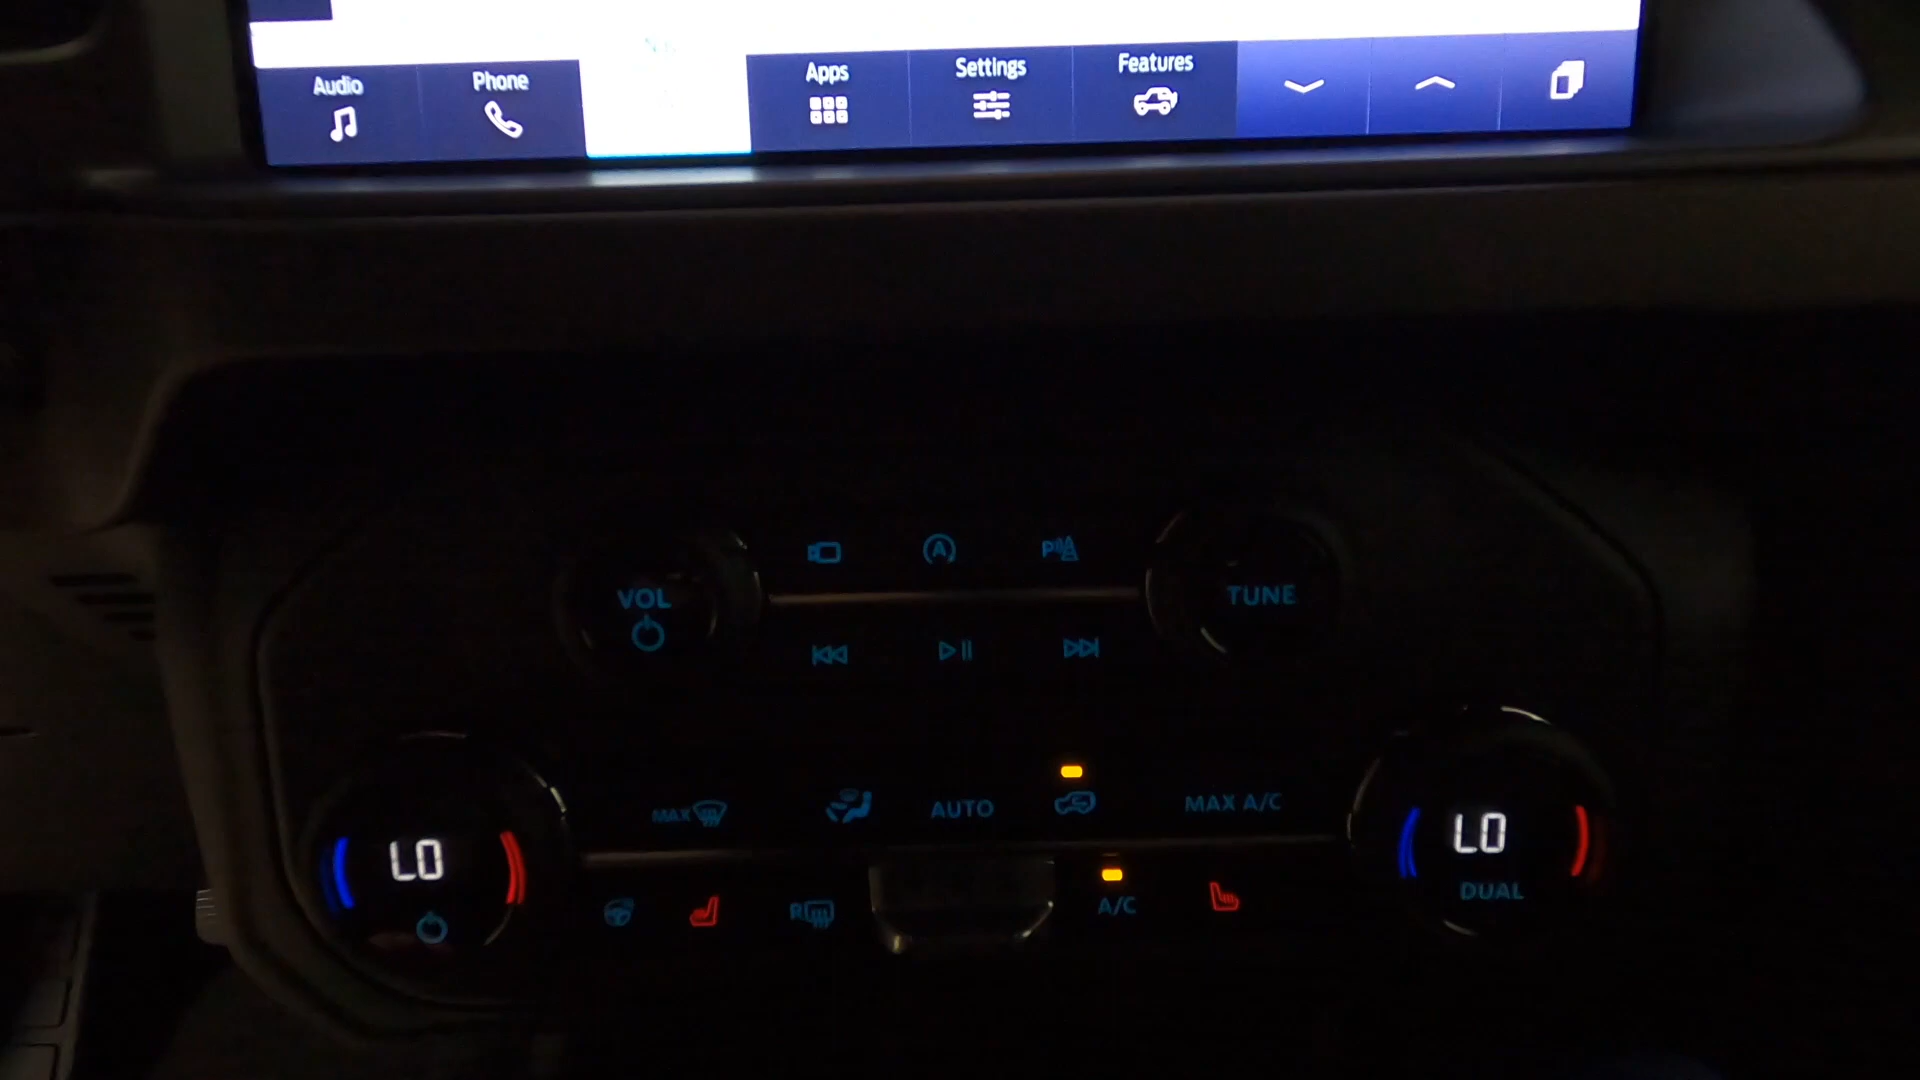 Audio
Phone
Apps
Settings
Features
VOL
A
P
TUNE
MAX
AUTO
MAX A/C
LO
LO
DUAL
R
A/C